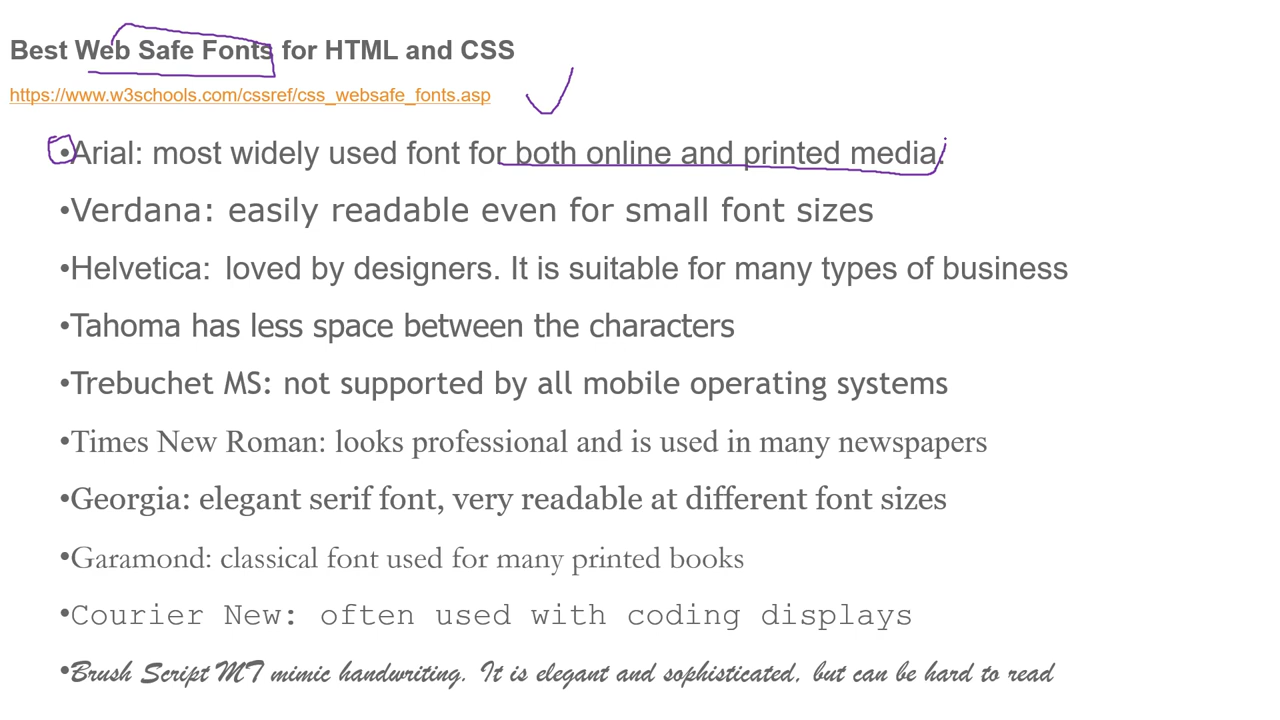 Best Web Safe Fonts for HTML and CSS
https://www.w3schools.com/cssref/css_websafe_fonts.asp
•Arial: most widely used font for both online and printed media.
•Verdana: easily readable even for small font sizes
•Helvetica: loved by designers. It is suitable for many types of business
•Tahoma has less space between the characters
•Trebuchet MS: not supported by all mobile operating systems
•Times New Roman: looks professional and is used in many newspapers
•Georgia: elegant serif font, very readable at different font sizes
•Garamond: classical font used for many printed books
•Courier New: often used with coding displays
•Brush Script MT mimic handwriting. It is elegant and sophisticated, but can be hard to read